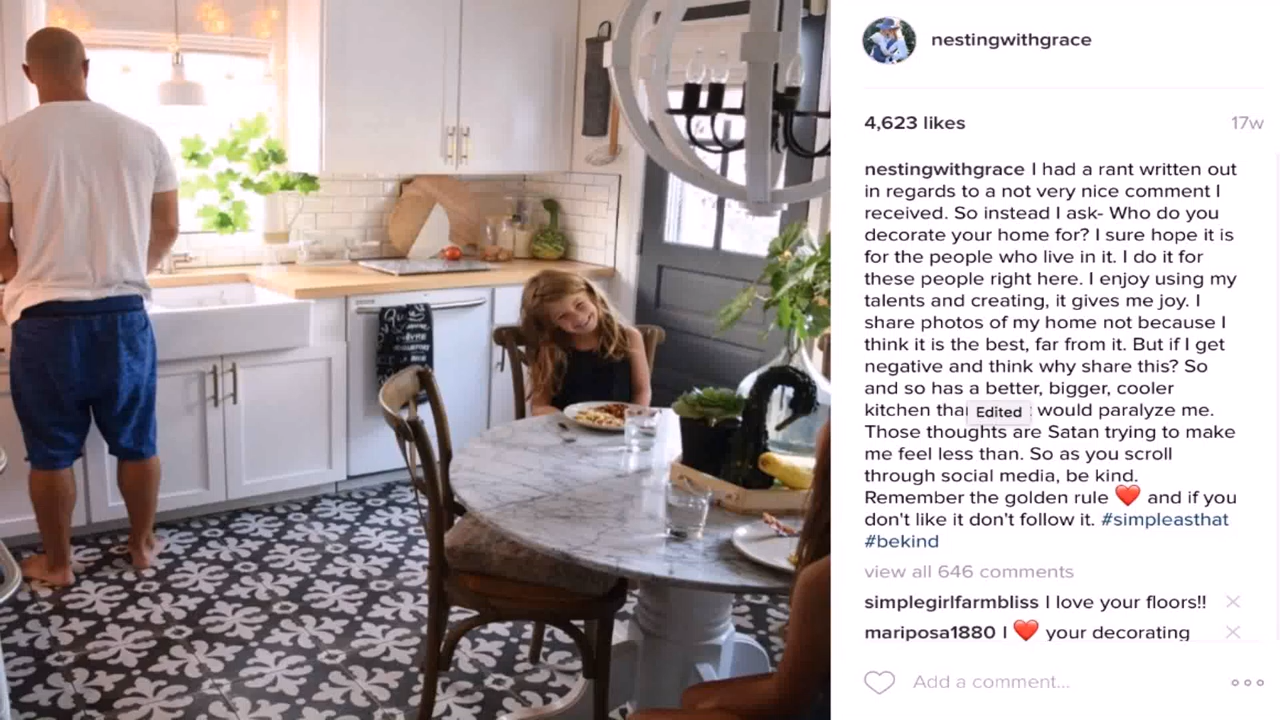 nestingwithgrace
4,623 likes
17w
nestingwithgrace I had a rant written out
in regards to a not very nice comment I
received. So instead I ask- Who do you
decorate your home for? I sure hope it is
for the people who live in it. I do it for
these people right here. I enjoy using my
talents and creating, it gives me joy. I
share photos of my home not because I
think it is the best, far from it. But if I get
negative and think why share this? So
and so has a better, bigger, cooler
kitchen Edited would paralyze me.
Those thoughts are Satan trying to make
me feel less than. So as you scroll
through social media, be kind.
Remember the golden rule ❤️ and if you
don't like it don't follow it. #simpleasthat
#bekind
view all 646 comments
simplegirlfarmbliss I love your floors!!
mariposa1880 I ❤️ your decorating
Add a comment...